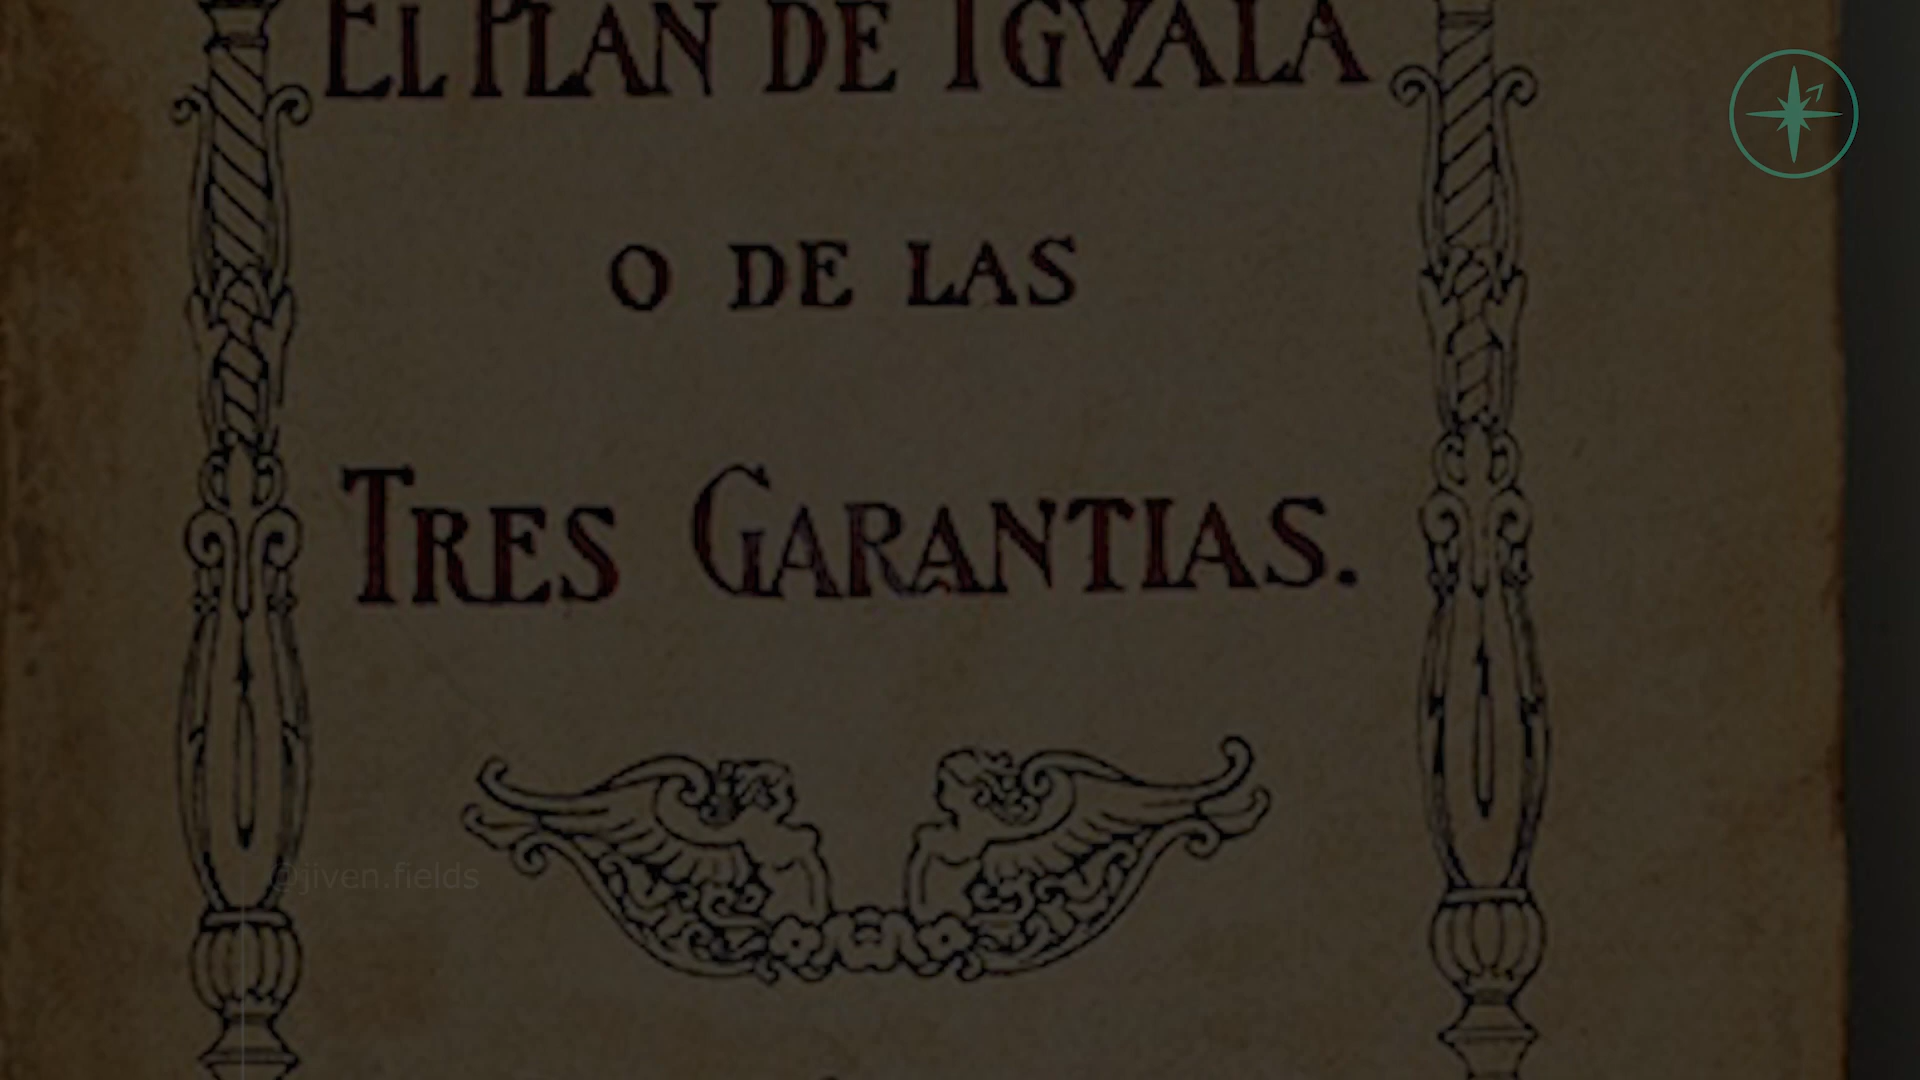 EL PLAN DE IGVALA
O DE LAS
TRES GARANTIAS.
@jiven.fields